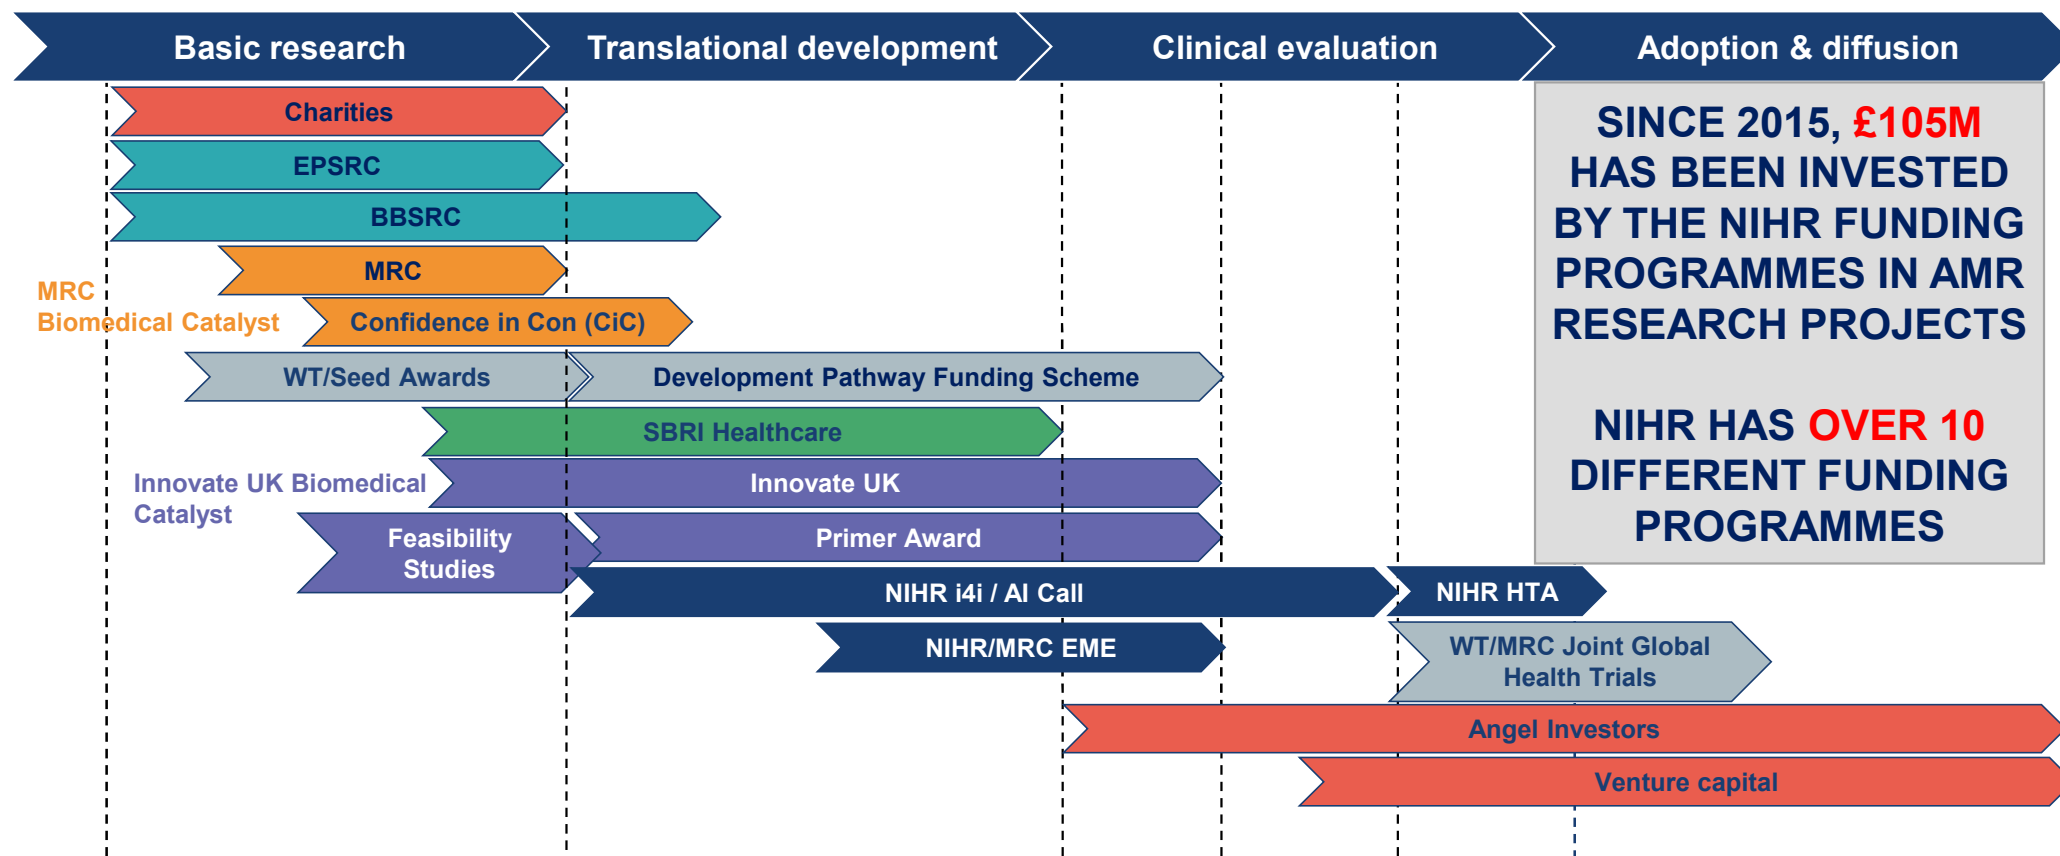 Basic research
Translational development
Clinical evaluation
Adoption & diffusion
Charities
EPSRC
BBSRC
MRC
MRC
Biomedical Catalyst
Confidence in Con (CiC)
WT/Seed Awards
Development Pathway Funding Scheme
SBRI Healthcare
Innovate UK Biomedical
Catalyst
Innovate UK
Feasibility
Studies
Primer Award
NIHR i4i / AI Call
NIHR HTA
NIHR/MRC EME
WT/MRC Joint Global
Health Trials
Angel Investors
Venture capital
SINCE 2015, £105M
HAS BEEN INVESTED
BY THE NIHR FUNDING
PROGRAMMES IN AMR
RESEARCH PROJECTS
NIHR HAS OVER 10
DIFFERENT FUNDING
PROGRAMMES